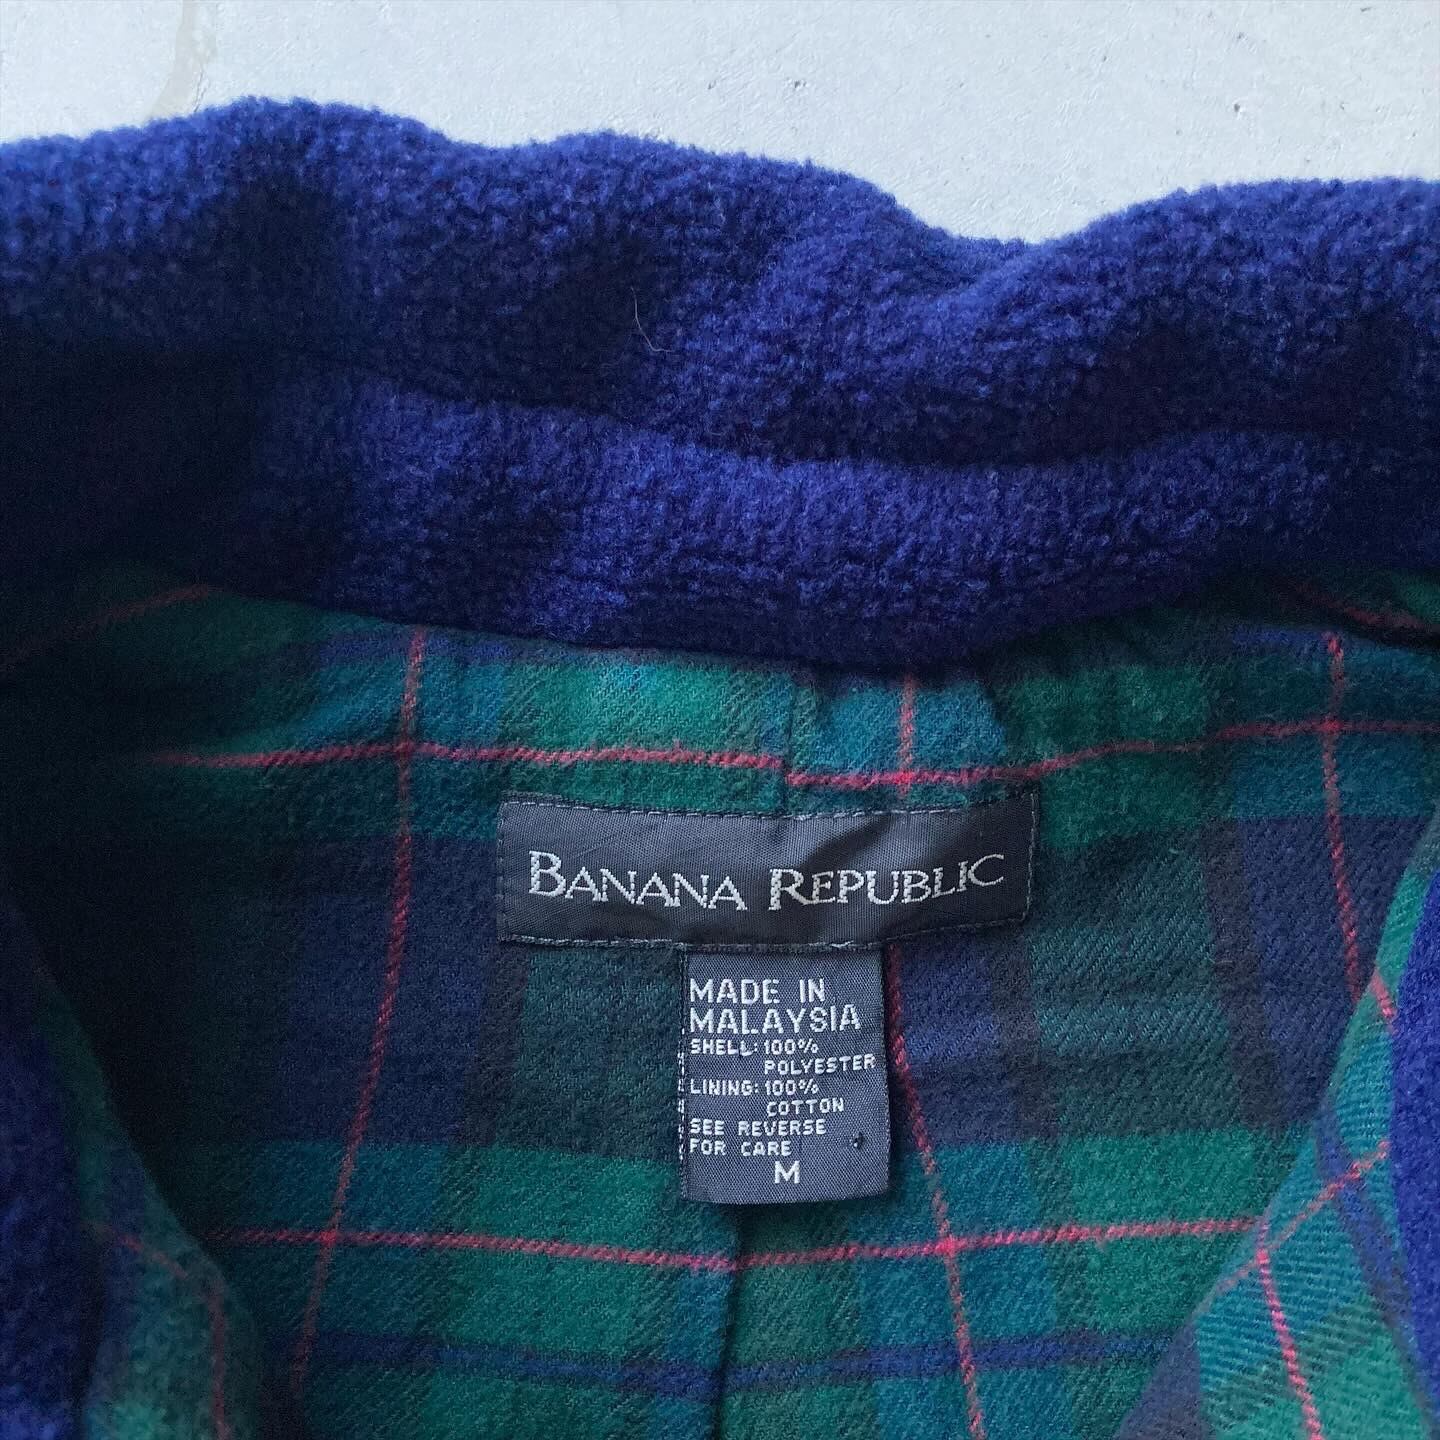 BANANA REPUBLIC
MADE IN
MALAYSIA
SHELL: 100%
POLYESTER
LINING: 100%
COTTON
SEE REVERSE
FOR CARE
M